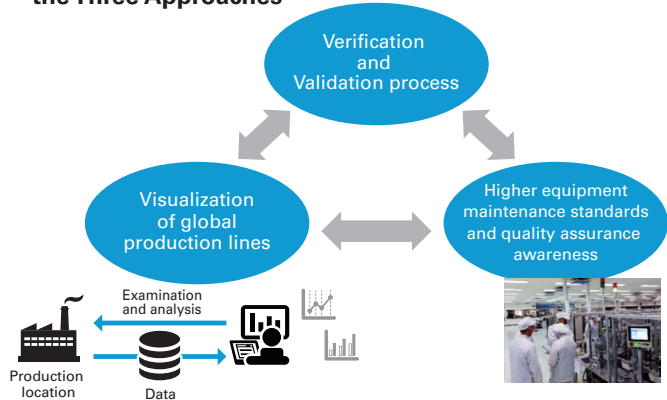 the Three Approaches
Verification
and
Validation process
Visualization
of global
production lines
Higher equipment
maintenance standards
and quality assurance
awareness
Examination
and analysis
Production
location
Data